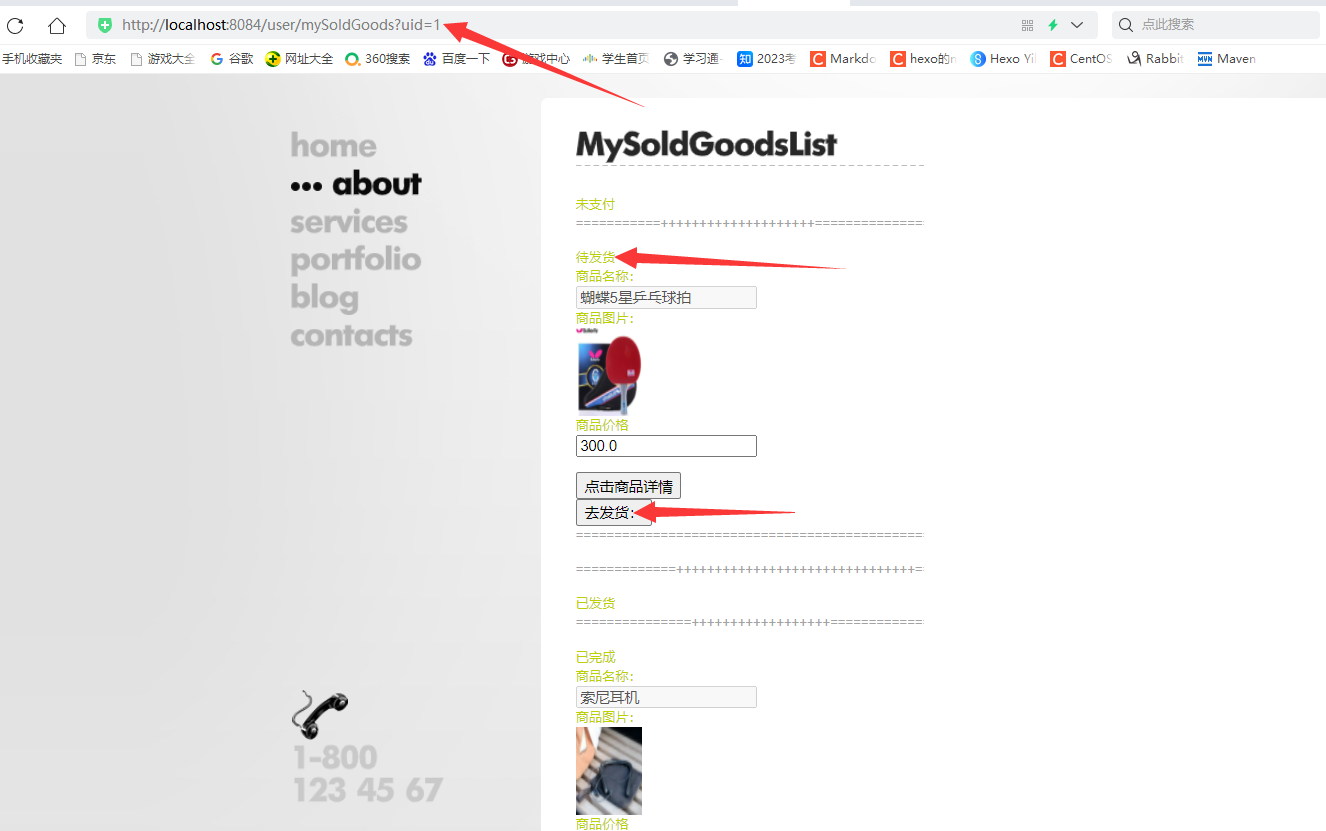 http://localhost:8084/user/mySoldGoods?uid=1
点此搜索
手机收藏夹 京东 游戏大全 谷歌 网址大全 360搜索 百度一下 游戏中心 学生首页 学习通- 2023考 Markdo hexo的n Hexo Yi CentOS Rabbit Maven
home
••• about
services
portfolio
blog
contacts
1-800
123 45 67
MySoldGoodsList
未支付
===========++++++++++++++++++++==============
待发货
商品名称:
蝴蝶5星乒乓球拍
商品图片:
商品价格
300.0
点击商品详情
去发货:
=============================================
=============+++++++++++++++++++++++++++++++=
已发货
===============++++++++++++++++++============
已完成
商品名称:
索尼耳机
商品图片:
商品价格